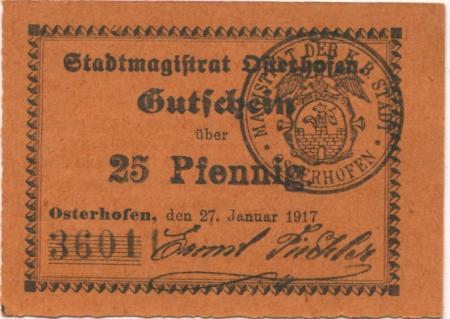 Stadtmagistrat Osterhofen.
Gutschein
über
25 Pfennig
Osterhofen, den 27. Januar 1917
3601
MAGISTRAT DER K. B. STADT
OSTERHOFEN